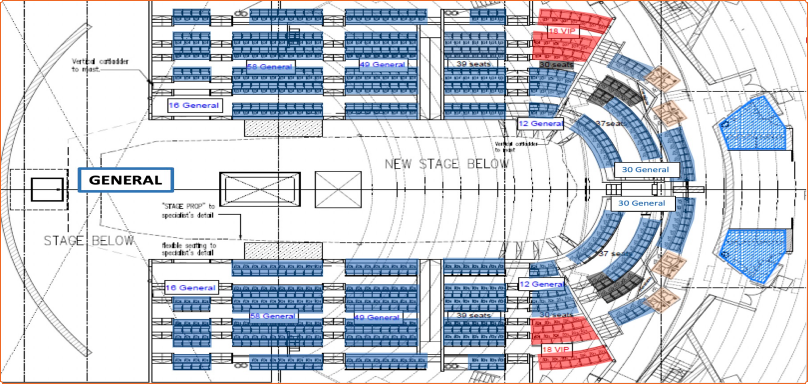 18 VIP
Vertical catladder
to mast.
58 General
49 General
39 seats
30 seats
16 General
12 General
37seats
Vertical catladder
to mast
NEW STAGE BELOW
30 General
GENERAL
30 General
"STAGE PROP" to
specialist's detail
STAGE BELOW
flexible seating to
specialist's detail
37 seats
16 General
12 General
58 General
49 General
39 seats
30 seats
18 VIP